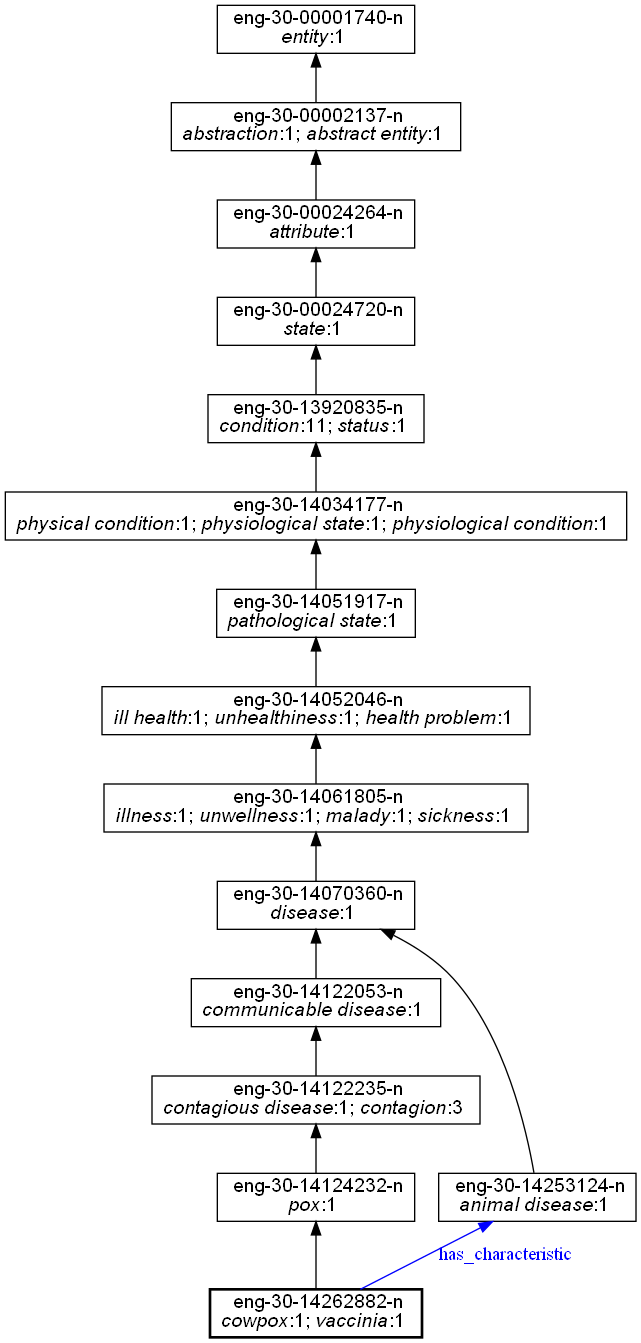 eng-30-00001740-n
entity:1
eng-30-00002137-n
abstraction:1; abstract entity:1
eng-30-00024264-n
attribute:1
eng-30-00024720-n
state:1
eng-30-13920835-n
condition:11; status:1
eng-30-14034177-n
physical condition:1; physiological state:1; physiological condition:1
eng-30-14051917-n
pathological state:1
eng-30-14052046-n
ill health:1; unhealthiness:1; health problem:1
eng-30-14061805-n
illness:1; unwellness:1; malady:1; sickness:1
eng-30-14070360-n
disease:1
eng-30-14122053-n
communicable disease:1
eng-30-14122235-n
contagious disease:1; contagion:3
eng-30-14124232-n
pox:1
eng-30-14253124-n
animal disease:1
has_characteristic
eng-30-14262882-n
cowpox:1; vaccinia:1